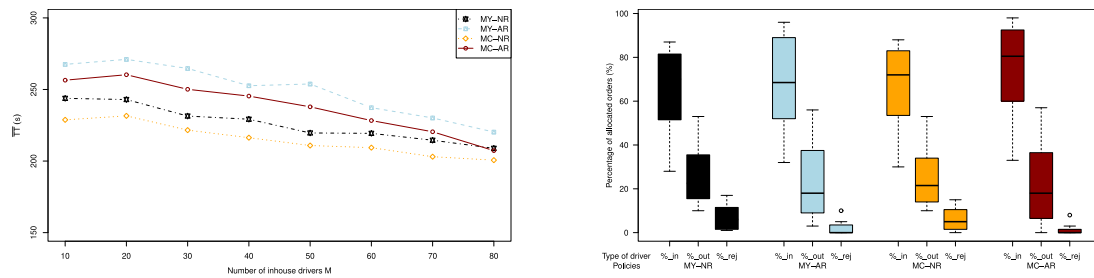 MY-NR
MY-AR
MC-NR
MC-AR
300
250
200
150
T̅T̅ (s)
10 20 30 40 50 60 70 80
Number of inhouse drivers M
100
80
60
40
20
0
Percentage of allocated orders (%)
Type of driver %_in %_out %_rej %_in %_out %_rej %_in %_out %_rej %_in %_out %_rej
Policies MY-NR MY-AR MC-NR MC-AR